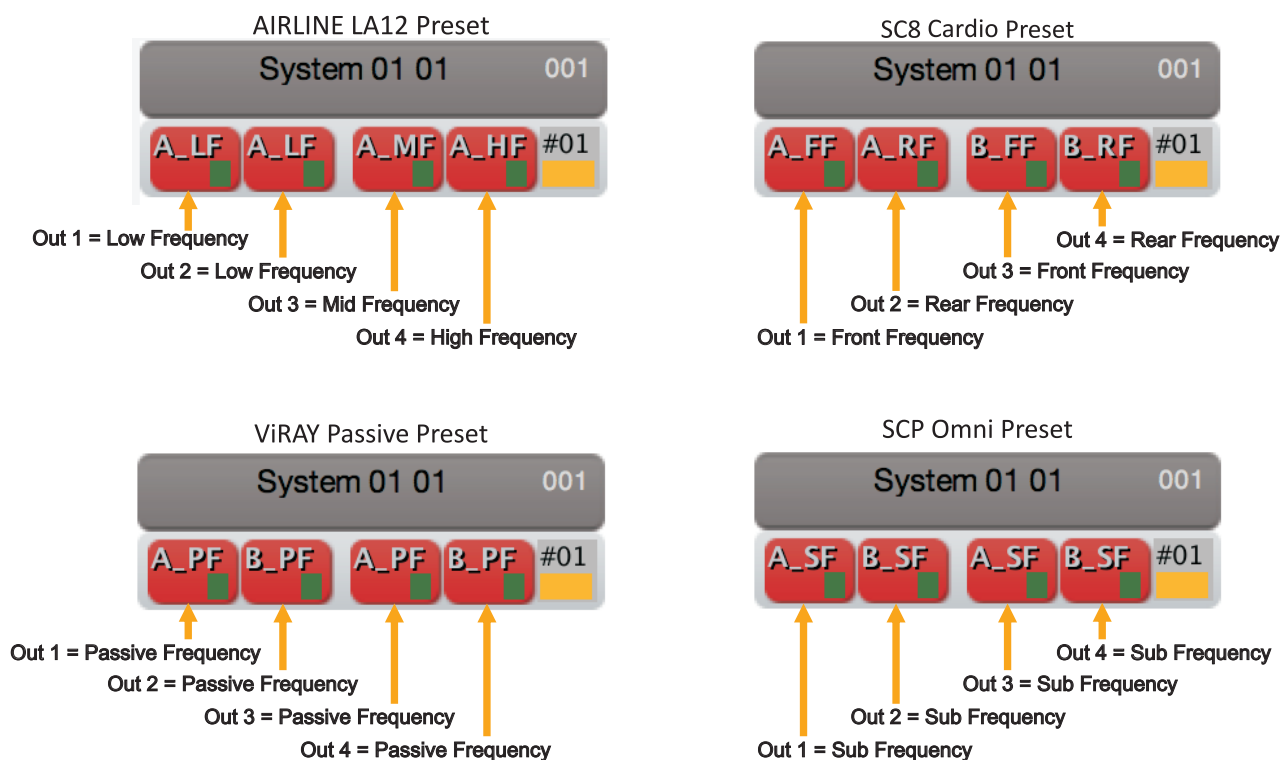 AIRLINE LA12 Preset
System 01 01 001
A_LF A_LF A_MF A_HF #01
Out 1 = Low Frequency
Out 2 = Low Frequency
Out 3 = Mid Frequency
Out 4 = High Frequency
SC8 Cardio Preset
System 01 01 001
A_FF A_RF B_FF B_RF #01
Out 4 = Rear Frequency
Out 3 = Front Frequency
Out 2 = Rear Frequency
Out 1 = Front Frequency
ViRAY Passive Preset
System 01 01 001
A_PF B_PF A_PF B_PF #01
Out 1 = Passive Frequency
Out 2 = Passive Frequency
Out 3 = Passive Frequency
Out 4 = Passive Frequency
SCP Omni Preset
System 01 01 001
A_SF B_SF A_SF B_SF #01
Out 4 = Sub Frequency
Out 3 = Sub Frequency
Out 2 = Sub Frequency
Out 1 = Sub Frequency